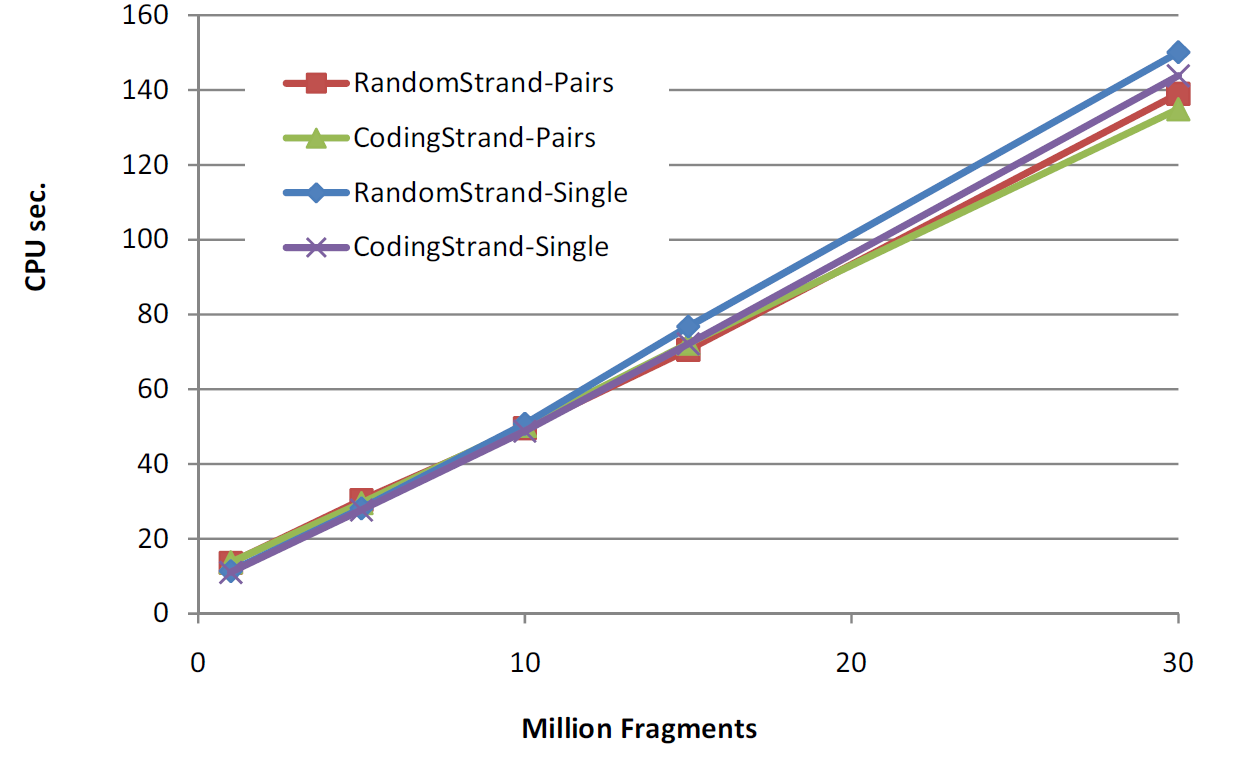 160
140
120
100
80
60
40
20
0
CPU sec.
RandomStrand-Pairs
CodingStrand-Pairs
RandomStrand-Single
CodingStrand-Single
0 10 20 30
Million Fragments